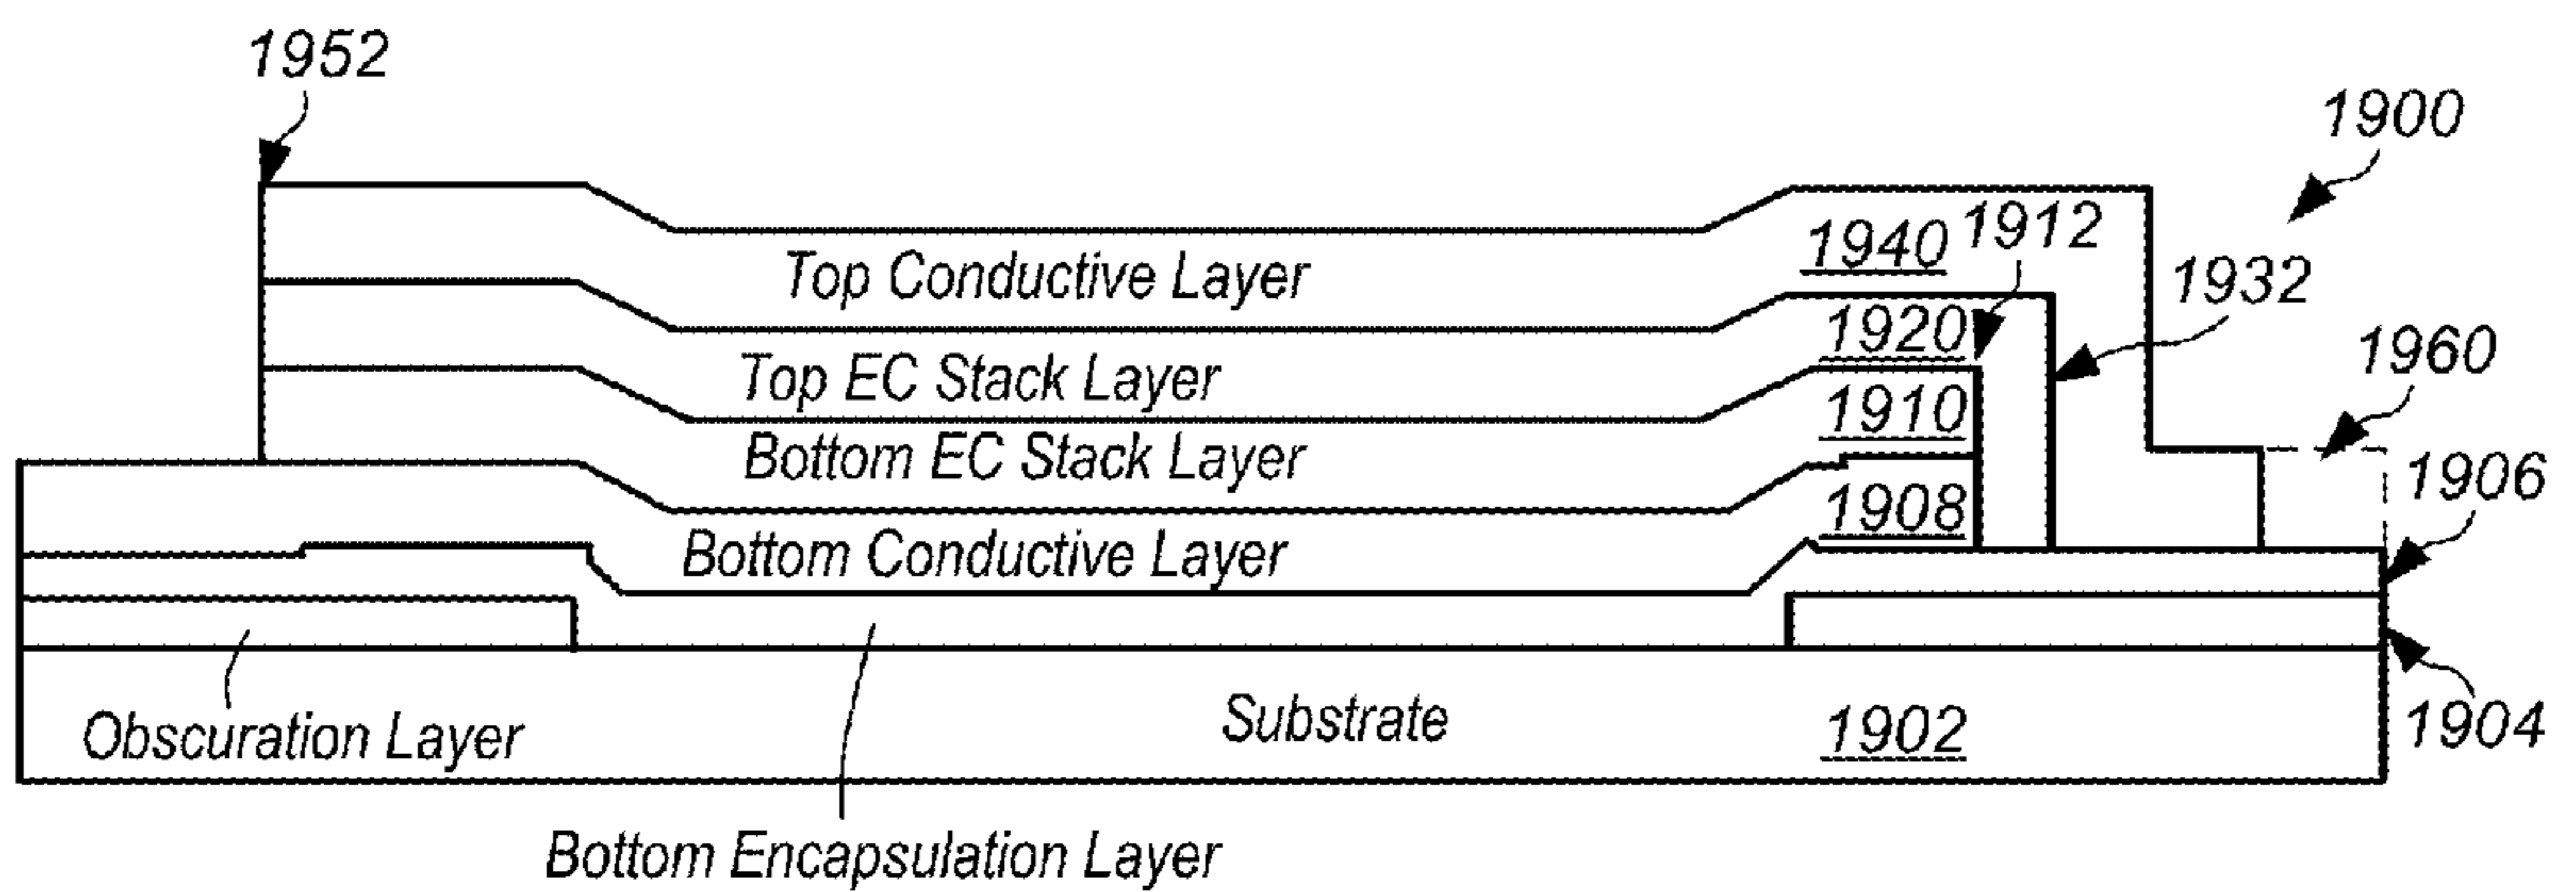 1952
1900
1940
1912
Top Conductive Layer
1932
1920
1960
Top EC Stack Layer
1910
Bottom EC Stack Layer
1906
1908
Bottom Conductive Layer
Obscuration Layer
Substrate
1902
1904
Bottom Encapsulation Layer